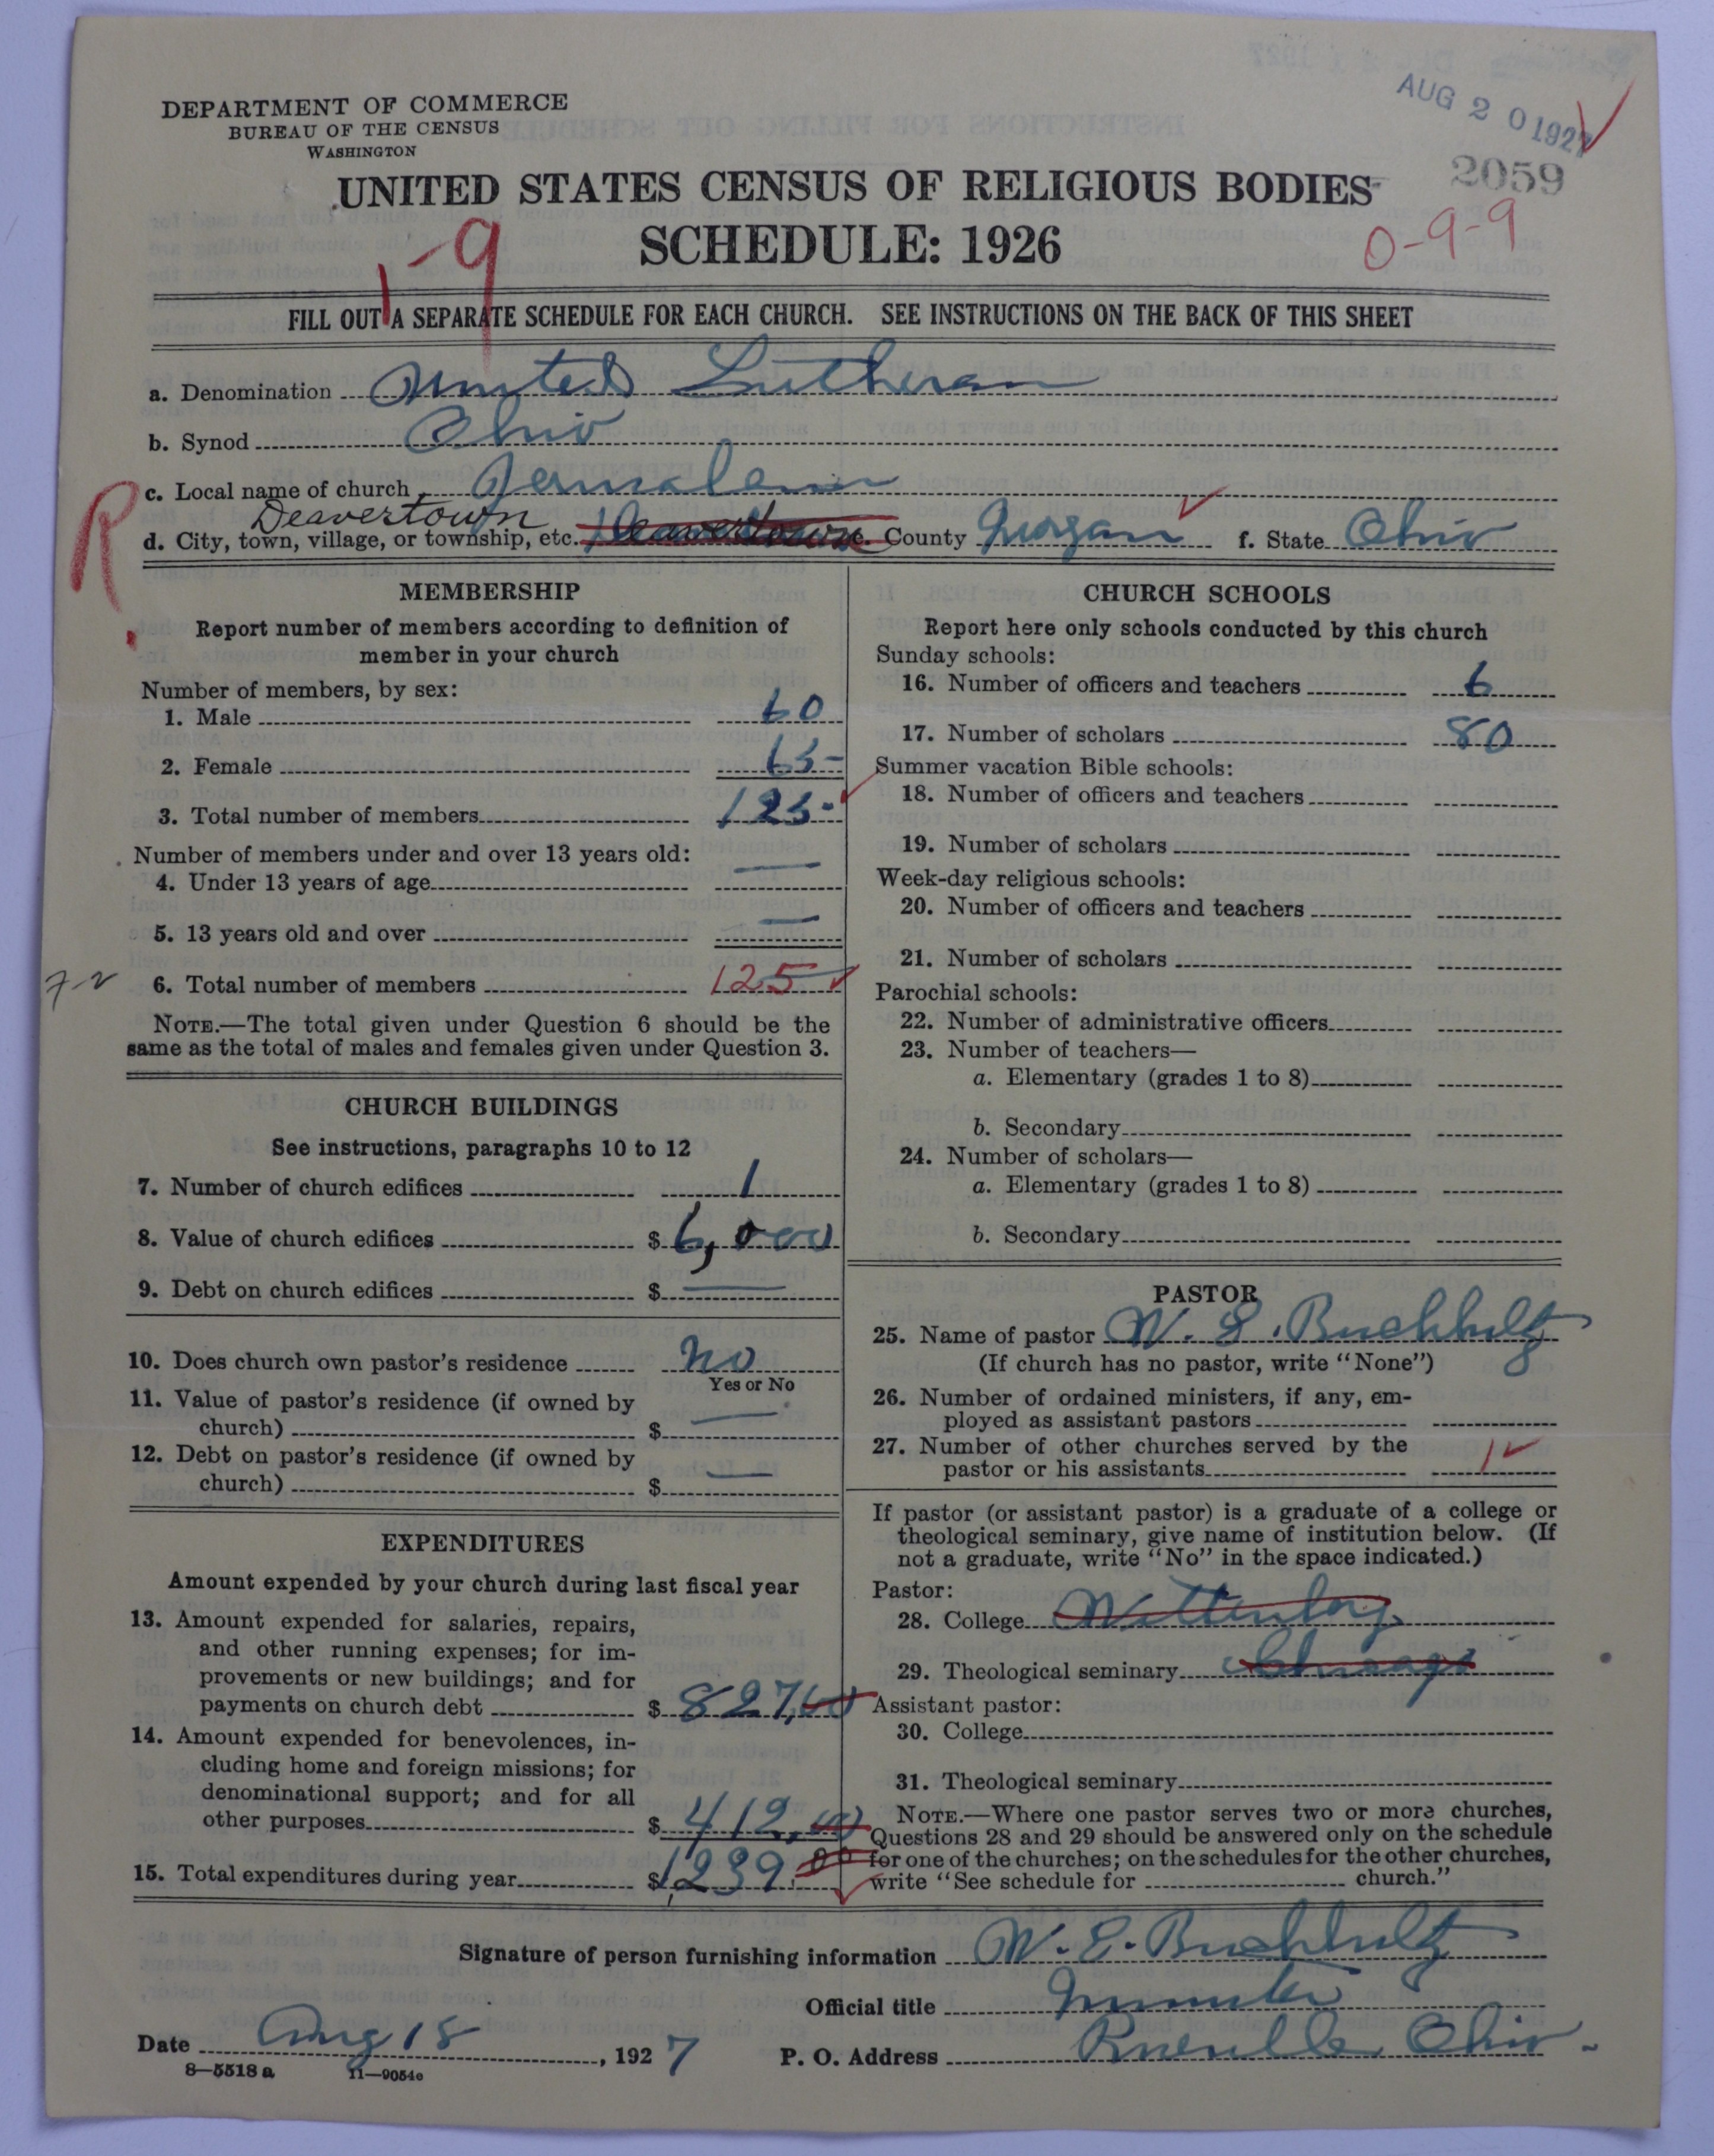 AUG 20 1927
DEPARTMENT OF COMMERCE
BUREAU OF THE CENSUS
WASHINGTON
2059
UNITED STATES CENSUS OF RELIGIOUS BODIES
SCHEDULE: 1926
1-9
0-9-9
FILL OUT A SEPARATE SCHEDULE FOR EACH CHURCH. SEE INSTRUCTIONS ON THE BACK OF THIS SHEET
a. Denomination United Lutheran
b. Synod Ohio
c. Local name of church Jerusalem
R.
Deavertown
d. City, town, village, or township, etc. Deavertown e. County Morgan f. State Ohio
MEMBERSHIP
Report number of members according to definition of
member in your church
Number of members, by sex:
1. Male 60
2. Female 65
3. Total number of members 125
Number of members under and over 13 years old:
4. Under 13 years of age —
5. 13 years old and over —
6. Total number of members 125
NOTE.—The total given under Question 6 should be the
same as the total of males and females given under Question 3.
CHURCH BUILDINGS
See instructions, paragraphs 10 to 12
7. Number of church edifices 1
8. Value of church edifices $ 6,000
9. Debt on church edifices $ —
10. Does church own pastor's residence no
Yes or No
11. Value of pastor's residence (if owned by
church) $ —
12. Debt on pastor's residence (if owned by
church) $ —
EXPENDITURES
Amount expended by your church during last fiscal year
13. Amount expended for salaries, repairs,
and other running expenses; for im-
provements or new buildings; and for
payments on church debt $ 827,00
14. Amount expended for benevolences, in-
cluding home and foreign missions; for
denominational support; and for all
other purposes $ 412,00
15. Total expenditures during year $ 1,239.00
CHURCH SCHOOLS
Report here only schools conducted by this church
Sunday schools:
16. Number of officers and teachers 6
17. Number of scholars 80
Summer vacation Bible schools:
18. Number of officers and teachers
19. Number of scholars
Week-day religious schools:
20. Number of officers and teachers
21. Number of scholars
Parochial schools:
22. Number of administrative officers
23. Number of teachers—
a. Elementary (grades 1 to 8)
b. Secondary
24. Number of scholars—
a. Elementary (grades 1 to 8)
b. Secondary
PASTOR
25. Name of pastor W. E. Buchholtz
(If church has no pastor, write "None")
26. Number of ordained ministers, if any, em-
ployed as assistant pastors
27. Number of other churches served by the
pastor or his assistants 1
If pastor (or assistant pastor) is a graduate of a college or
theological seminary, give name of institution below. (If
not a graduate, write "No" in the space indicated.)
Pastor:
28. College Wittenberg
29. Theological seminary Chicago
Assistant pastor:
30. College
31. Theological seminary
NOTE.—Where one pastor serves two or more churches,
Questions 28 and 29 should be answered only on the schedule
for one of the churches; on the schedules for the other churches,
write "See schedule for church."
Signature of person furnishing information W. E. Buchholtz
Official title Minister
Date Aug 18, 1927 P. O. Address Roseville Ohio
8—5518 a 11—9054c